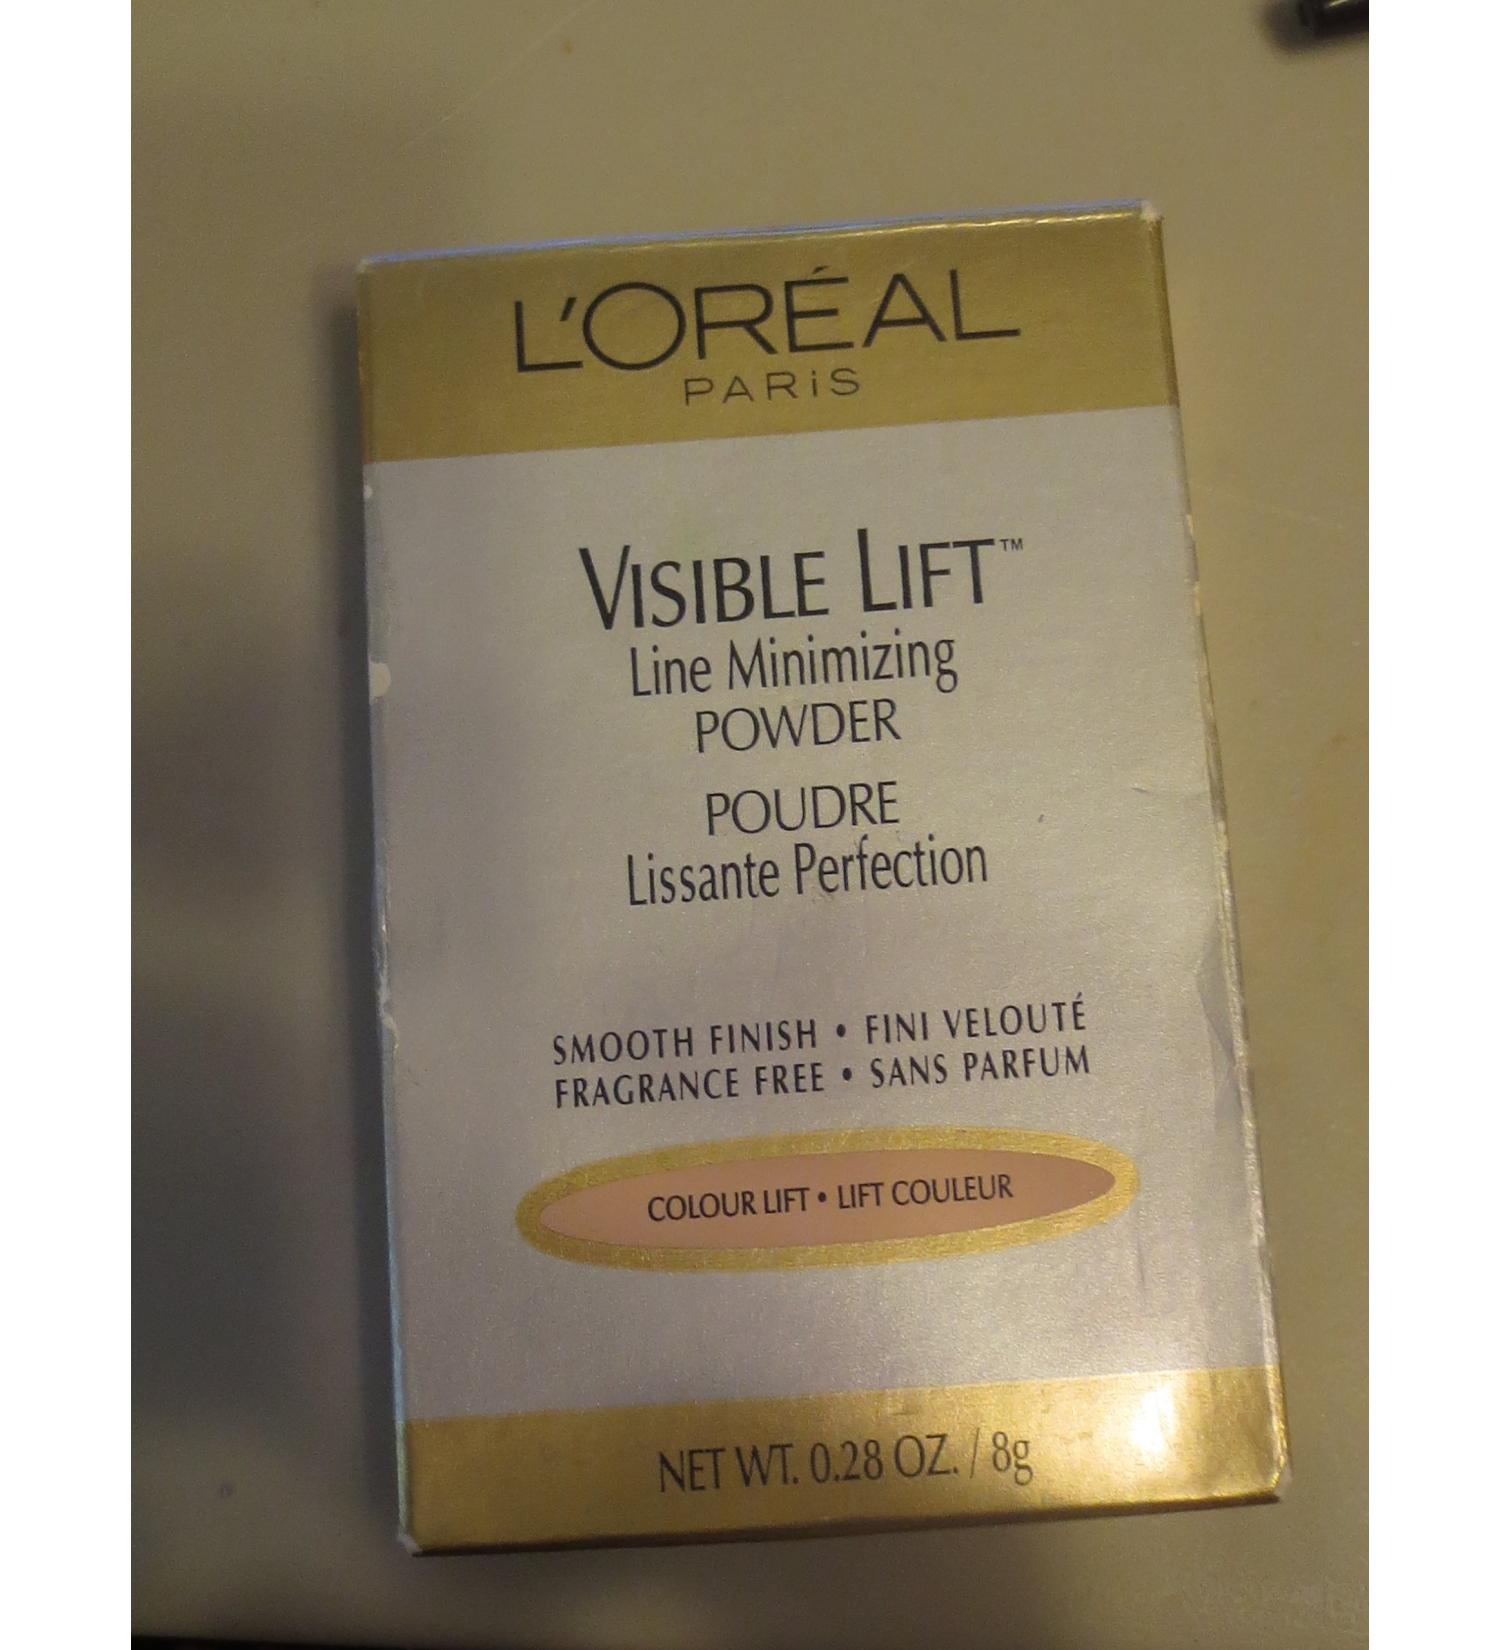 L'ORÉAL
PARiS
VISIBLE LIFT™
Line Minimizing
POWDER
POUDRE
Lissante Perfection
SMOOTH FINISH • FINI VELOUTÉ
FRAGRANCE FREE • SANS PARFUM
COLOUR LIFT • LIFT COULEUR
NET WT. 0.28 OZ. / 8g